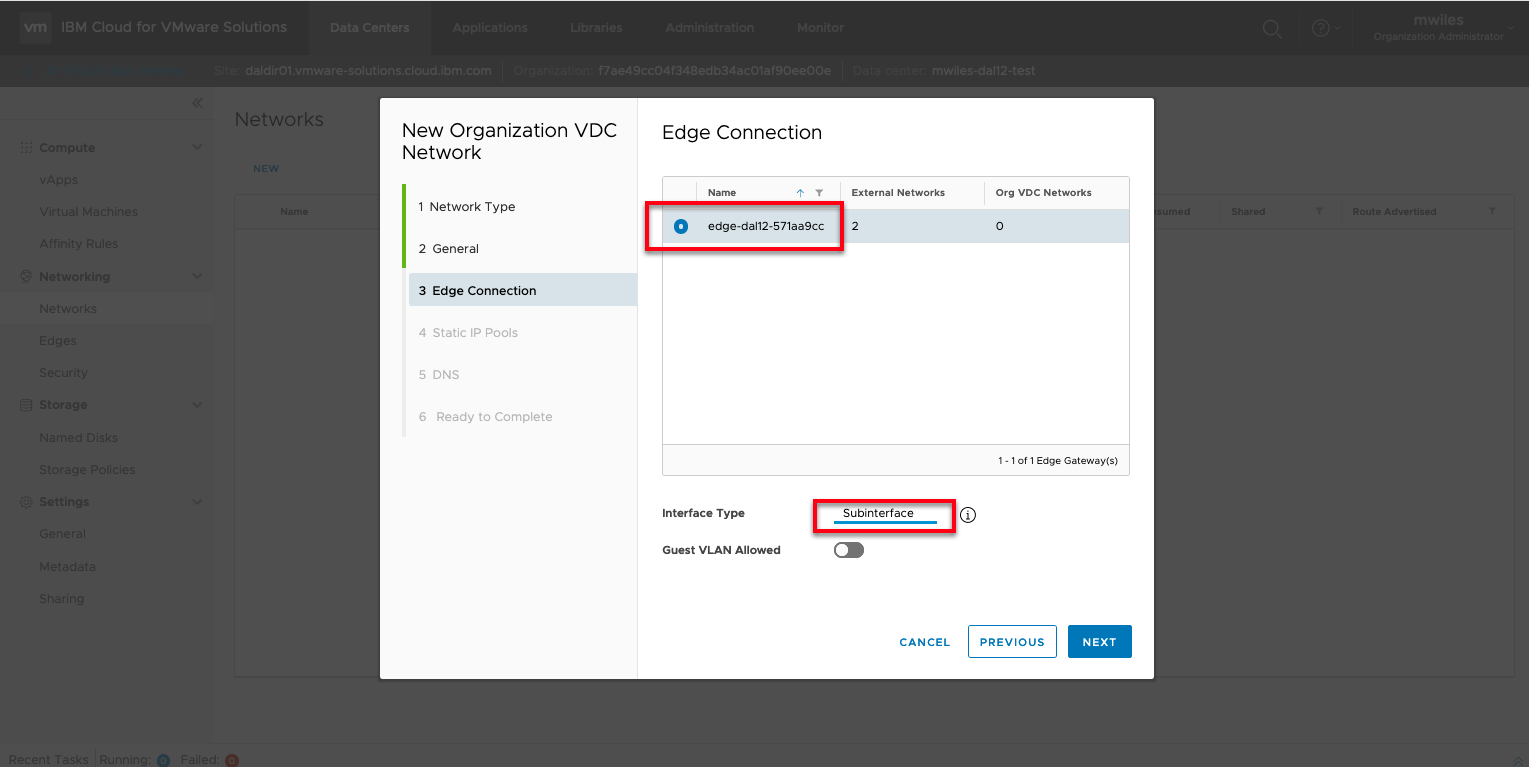 vm IBM Cloud for VMware Solutions Data Centers Applications Libraries Administration Monitor mwiles
Organization Administrator
Site: daldir01.vmware-solutions.cloud.ibm.com Organization: f7ae49cc04f348edb34ac01af90ee00e Data center: mwiles-dal12-test
Networks
NEW
Name
sumed Shared Route Advertised
Compute
vApps
Virtual Machines
Affinity Rules
Networking
Networks
Edges
Security
Storage
Named Disks
Storage Policies
Settings
General
Metadata
Sharing
New Organization VDC
Network
1 Network Type
2 General
3 Edge Connection
4 Static IP Pools
5 DNS
6 Ready to Complete
Edge Connection
Name External Networks Org VDC Networks
edge-dal12-571aa9cc 2 0
1 - 1 of 1 Edge Gateway(s)
Interface Type Subinterface
Guest VLAN Allowed
CANCEL PREVIOUS NEXT
Recent Tasks Running: 0 Failed: 0